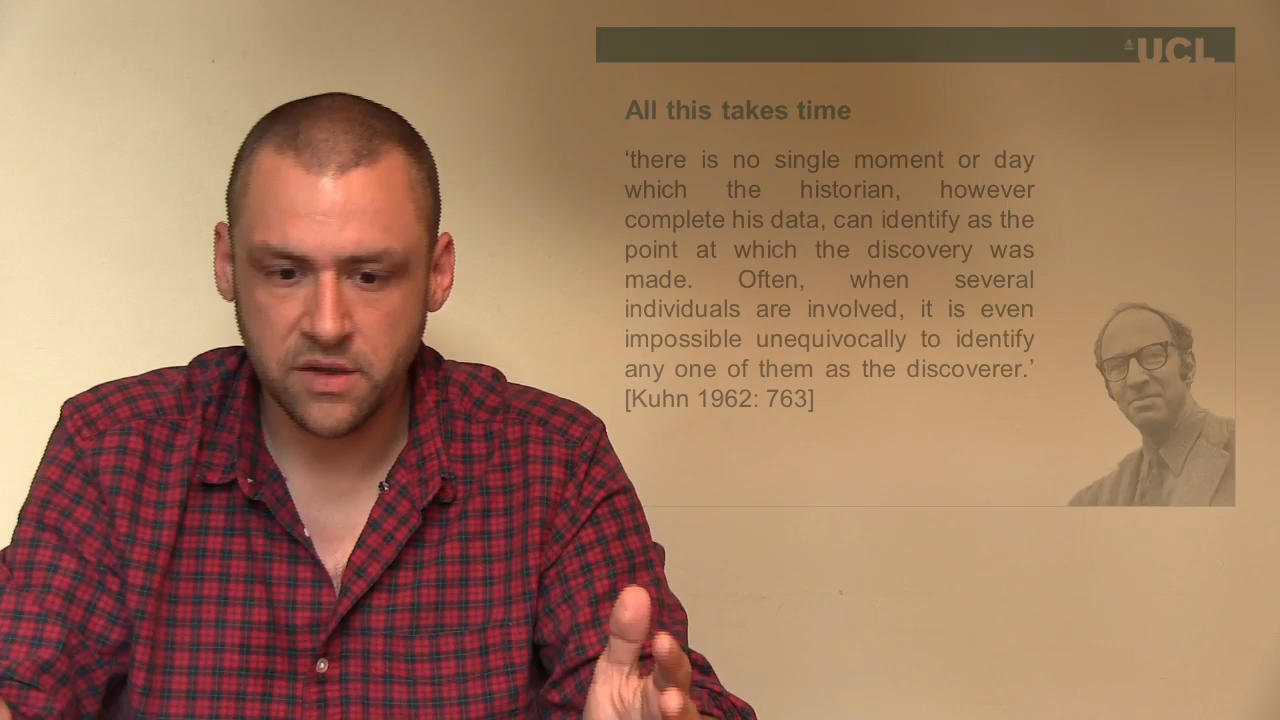 UCL
All this takes time
‘there is no single moment or day
which the historian, however
complete his data, can identify as the
point at which the discovery was
made. Often, when several
individuals are involved, it is even
impossible unequivocally to identify
any one of them as the discoverer.’
[Kuhn 1962: 763]